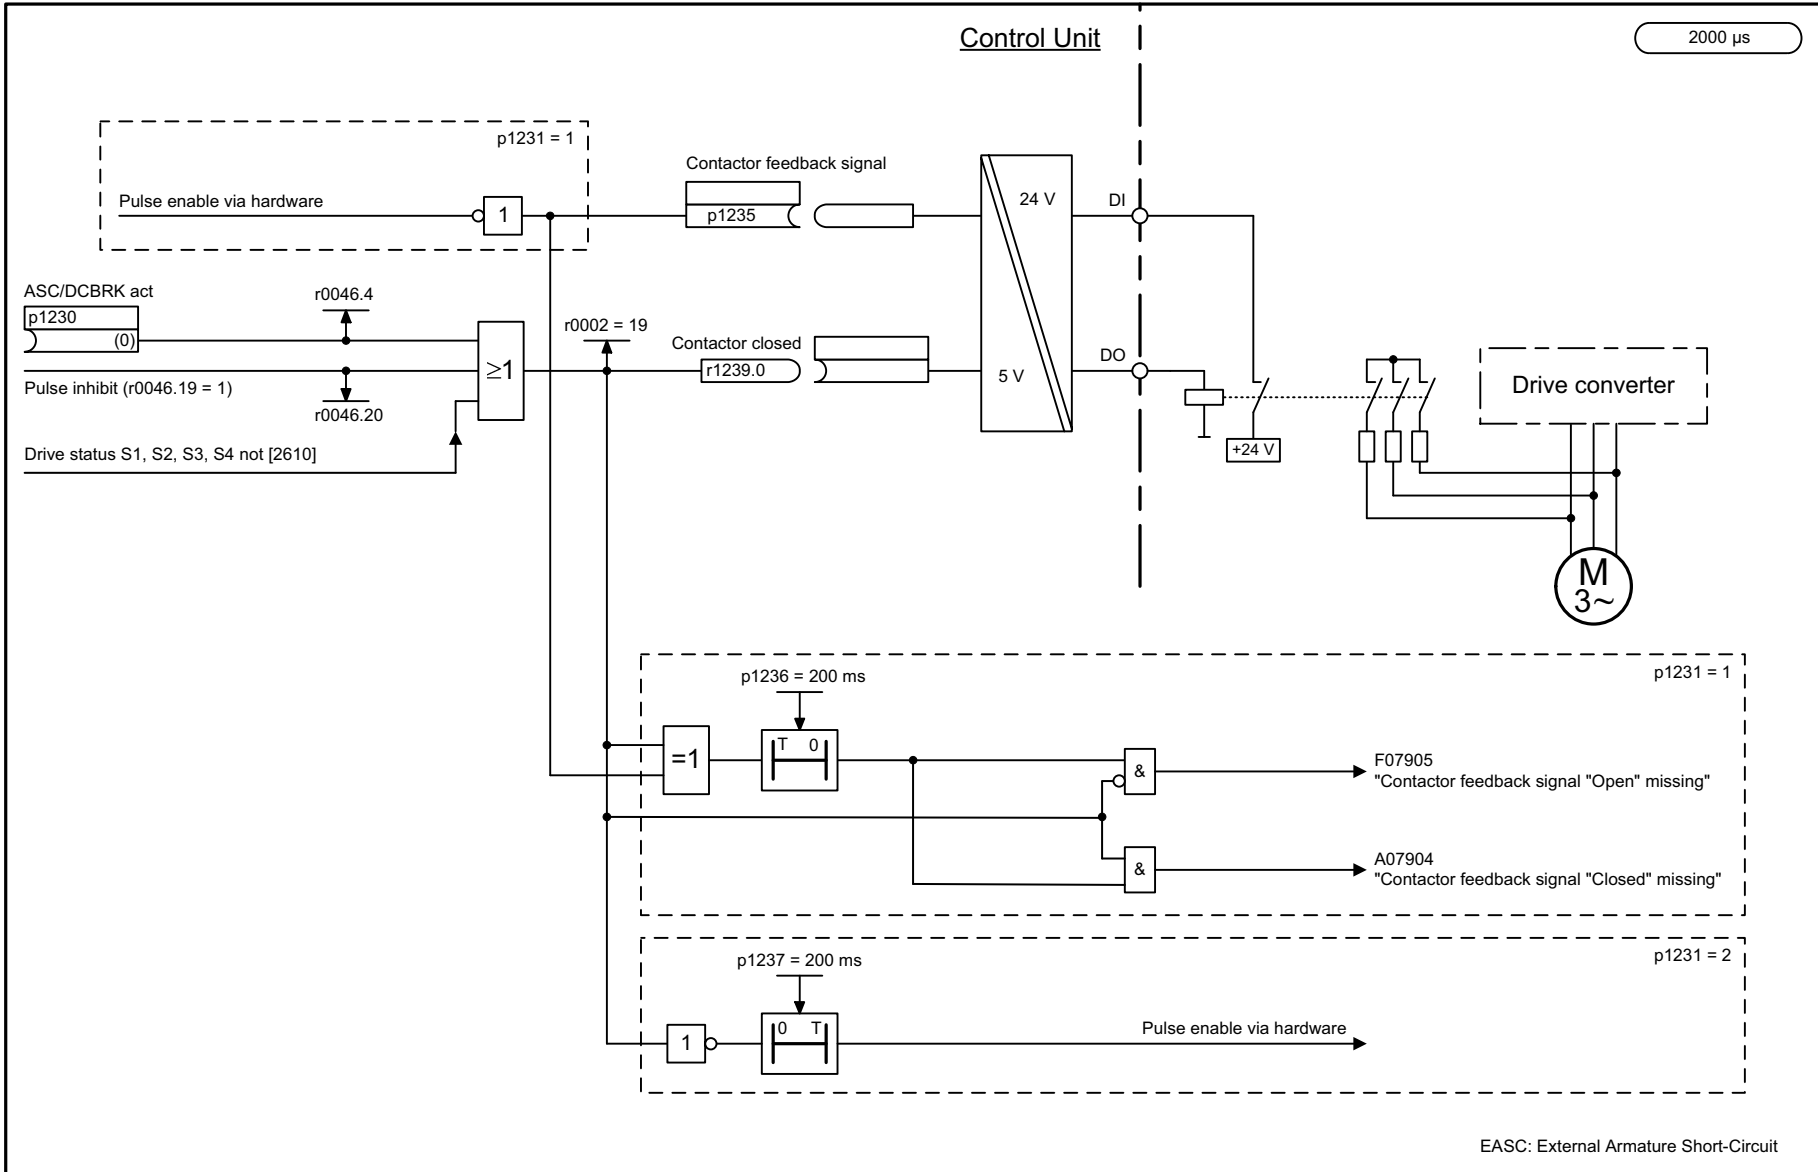 Control Unit
2000 µs
p1231 = 1
Pulse enable via hardware
1
Contactor feedback signal
p1235
24 V
DI
ASC/DCBRK act
p1230
(0)
r0046.4
Pulse inhibit (r0046.19 = 1)
r0046.20
Drive status S1, S2, S3, S4 not [2610]
≥1
r0002 = 19
Contactor closed
r1239.0
5 V
DO
+24 V
Drive converter
M
3~
p1231 = 1
p1236 = 200 ms
=1
T 0
&
F07905
"Contactor feedback signal "Open" missing"
&
A07904
"Contactor feedback signal "Closed" missing"
p1231 = 2
p1237 = 200 ms
1
0 T
Pulse enable via hardware
EASC: External Armature Short-Circuit